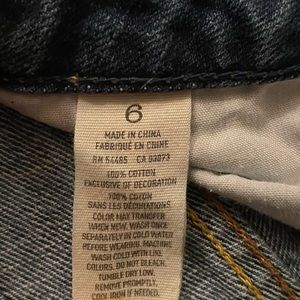 6
MADE IN CHINA
FABRIQUÉ EN CHINE
RN 54485 CA 03073
100% COTTON
EXCLUSIVE OF DECORATION
100% COTON
SANS LES DÉCORATIONS
COLOR MAY TRANSFER
WHEN NEW. WASH ONCE
SEPARATELY IN COLD WATER
BEFORE WEARING. MACHINE
WASH COLD WITH LIKE
COLORS. DO NOT BLEACH.
TUMBLE DRY LOW.
REMOVE PROMPTLY.
COOL IRON IF NEEDED.